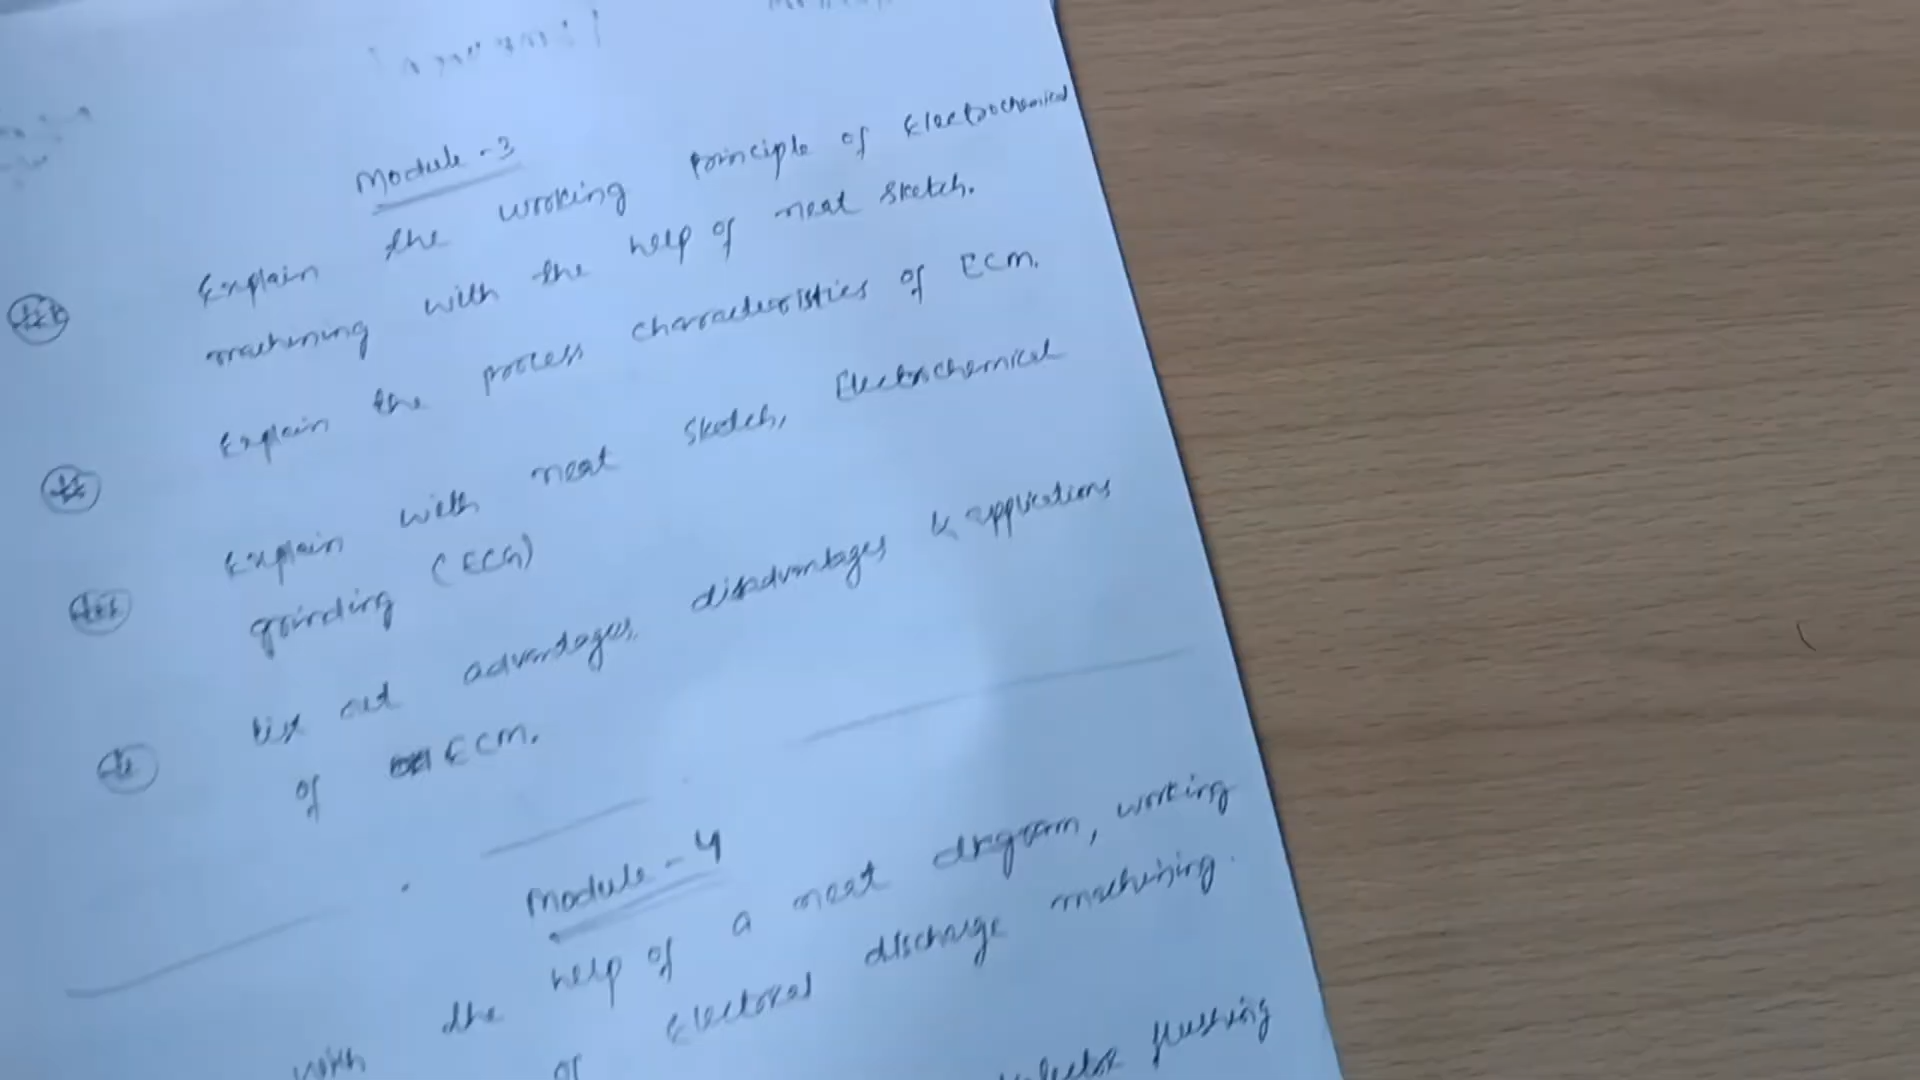 Module - 3
Explain the working principle of Electrochemical
machining with the help of neat sketch.
Explain the process characteristics of ECM.
Explain with neat sketch, Electrochemical
grinding (ECG)
List out advantages, disadvantages & applications
of ECM.
Module - 4
With the help of a neat diagram, working
of Electrical discharge machining.
flushing